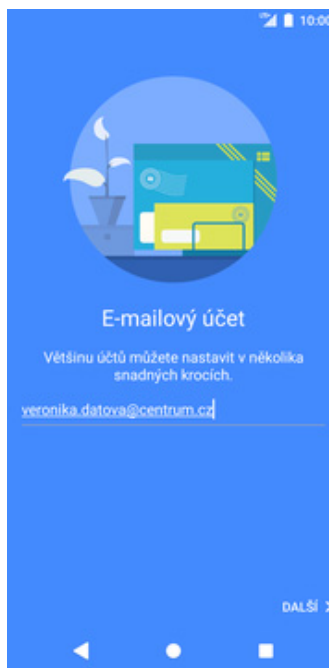 10:00
E-mailový účet
Většinu účtů můžete nastavit v několika
snadných krocích.
veronika.datova@centrum.cz
DALŠÍ